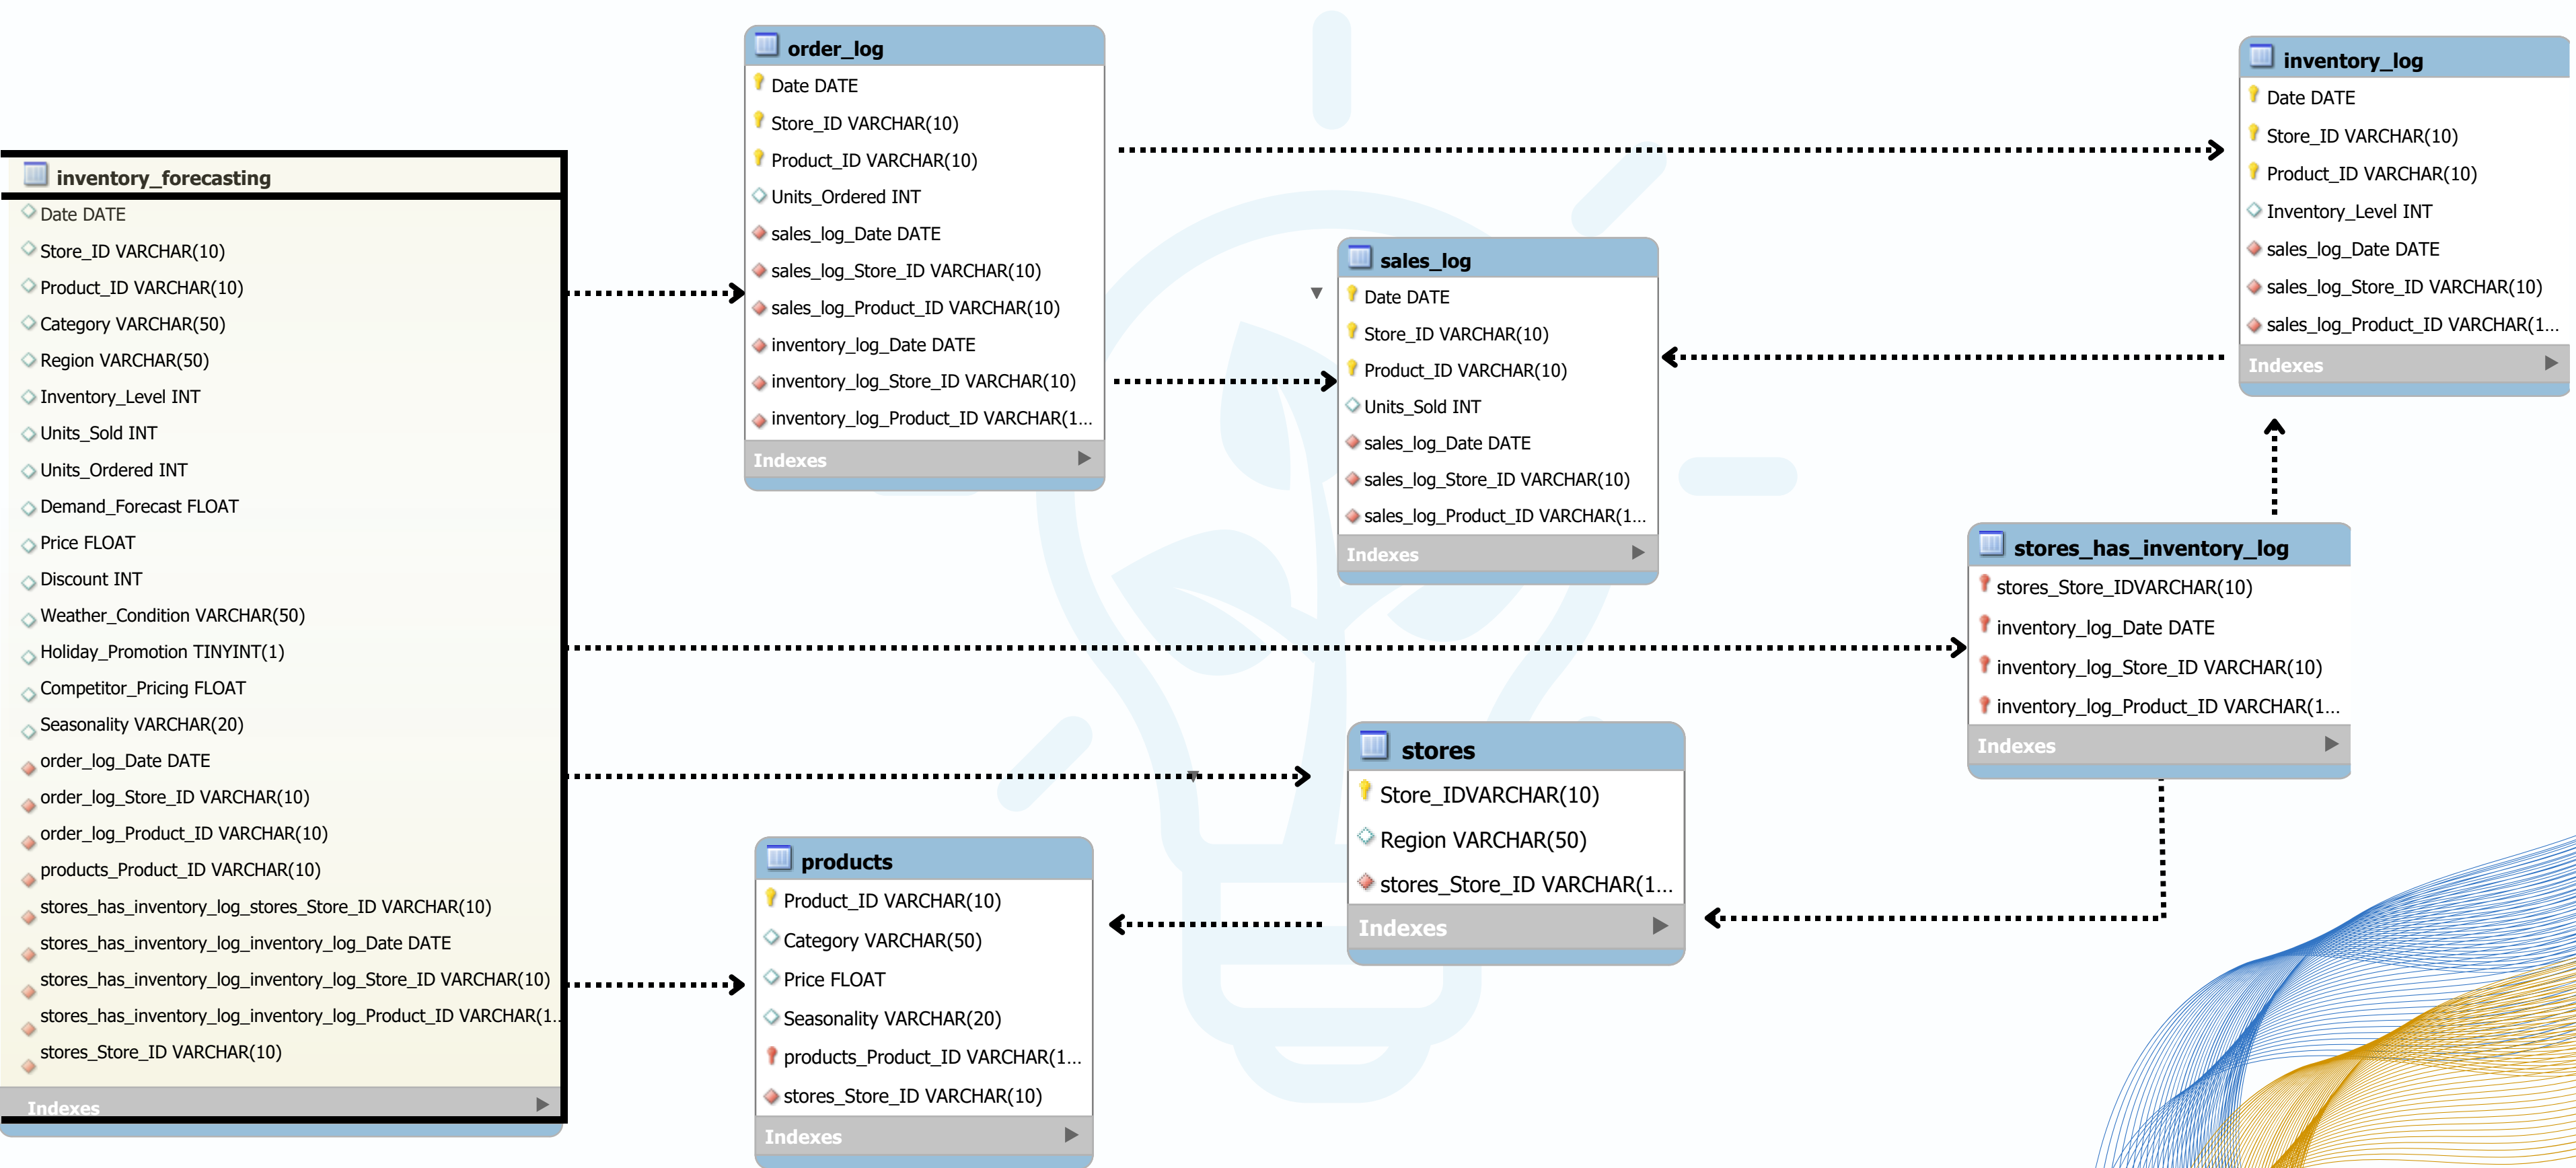 inventory_forecasting
Date DATE
Store_ID VARCHAR(10)
Product_ID VARCHAR(10)
Category VARCHAR(50)
Region VARCHAR(50)
Inventory_Level INT
Units_Sold INT
Units_Ordered INT
Demand_Forecast FLOAT
Price FLOAT
Discount INT
Weather_Condition VARCHAR(50)
Holiday_Promotion TINYINT(1)
Competitor_Pricing FLOAT
Seasonality VARCHAR(20)
order_log_Date DATE
order_log_Store_ID VARCHAR(10)
order_log_Product_ID VARCHAR(10)
products_Product_ID VARCHAR(10)
stores_has_inventory_log_stores_Store_ID VARCHAR(10)
stores_has_inventory_log_inventory_log_Date DATE
stores_has_inventory_log_inventory_log_Store_ID VARCHAR(10)
stores_has_inventory_log_inventory_log_Product_ID VARCHAR(1...
stores_Store_ID VARCHAR(10)
Indexes
order_log
Date DATE
Store_ID VARCHAR(10)
Product_ID VARCHAR(10)
Units_Ordered INT
sales_log_Date DATE
sales_log_Store_ID VARCHAR(10)
sales_log_Product_ID VARCHAR(10)
inventory_log_Date DATE
inventory_log_Store_ID VARCHAR(10)
inventory_log_Product_ID VARCHAR(1...
Indexes
products
Product_ID VARCHAR(10)
Category VARCHAR(50)
Price FLOAT
Seasonality VARCHAR(20)
products_Product_ID VARCHAR(1...
stores_Store_ID VARCHAR(10)
Indexes
sales_log
Date DATE
Store_ID VARCHAR(10)
Product_ID VARCHAR(10)
Units_Sold INT
sales_log_Date DATE
sales_log_Store_ID VARCHAR(10)
sales_log_Product_ID VARCHAR(1...
Indexes
stores
Store_IDVARCHAR(10)
Region VARCHAR(50)
stores_Store_ID VARCHAR(1...
Indexes
inventory_log
Date DATE
Store_ID VARCHAR(10)
Product_ID VARCHAR(10)
Inventory_Level INT
sales_log_Date DATE
sales_log_Store_ID VARCHAR(10)
sales_log_Product_ID VARCHAR(1...
Indexes
stores_has_inventory_log
stores_Store_IDVARCHAR(10)
inventory_log_Date DATE
inventory_log_Store_ID VARCHAR(10)
inventory_log_Product_ID VARCHAR(1...
Indexes